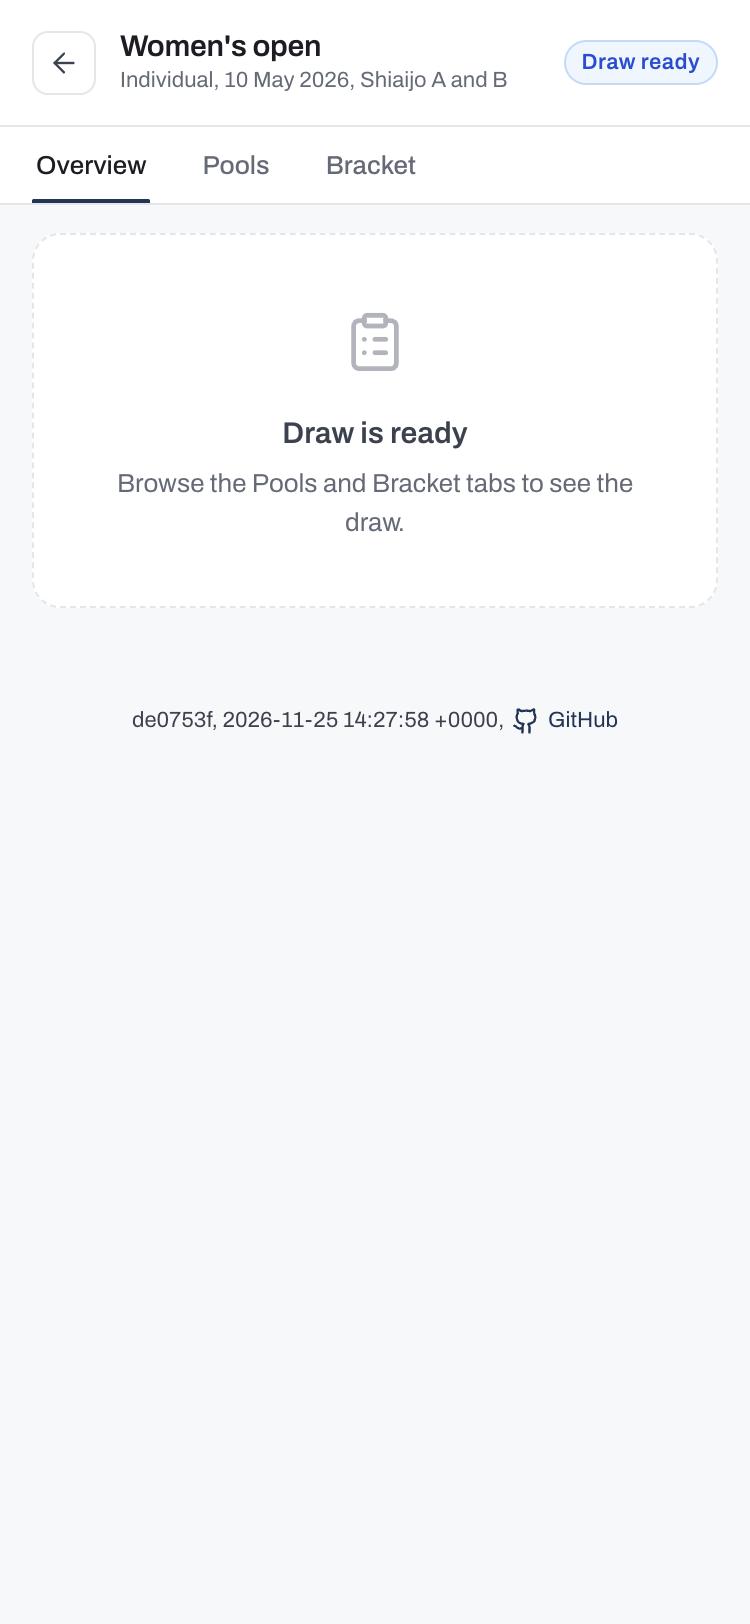 Women's open
Individual, 10 May 2026, Shiaijo A and B
Draw ready
Overview
Pools
Bracket
Draw is ready
Browse the Pools and Bracket tabs to see the
draw.
de0753f, 2026-11-25 14:27:58 +0000, GitHub